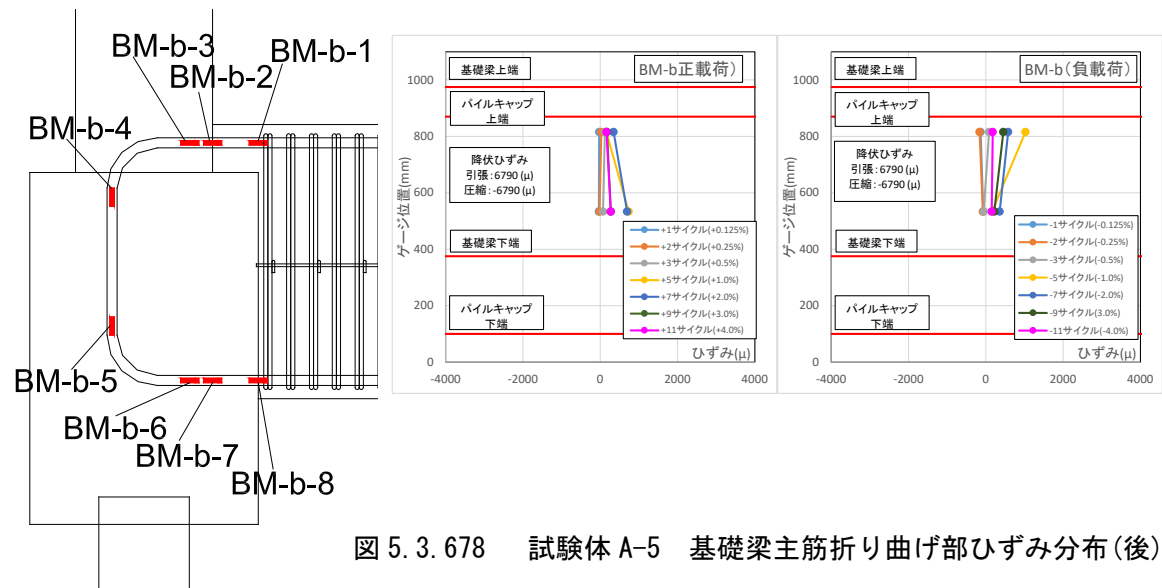 BM-b-3
BM-b-2
BM-b-1
BM-b-4
BM-b-5
BM-b-6
BM-b-7
BM-b-8
BM-b正載荷）
ゲージ位置(mm)
1000
800
600
400
200
0
-4000
-2000
0
2000
4000
ひずみ(μ)
基礎梁上端
パイルキャップ
上端
降伏ひずみ
引張：6790(μ)
圧縮：-6790(μ)
基礎梁下端
パイルキャップ
下端
+1サイクル(+0.125%)
+2サイクル(+0.25%)
+3サイクル(+0.5%)
+5サイクル(+1.0%)
+7サイクル(+2.0%)
+9サイクル(+3.0%)
+11サイクル(+4.0%)
BM-b（負載荷）
ゲージ位置(mm)
1000
800
600
400
200
0
-4000
-2000
0
2000
4000
ひずみ(μ)
基礎梁上端
パイルキャップ
上端
降伏ひずみ
引張：6790(μ)
圧縮：-6790(μ)
基礎梁下端
パイルキャップ
下端
-1サイクル(-0.125%)
-2サイクル(-0.25%)
-3サイクル(-0.5%)
-5サイクル(-1.0%)
-7サイクル(-2.0%)
-9サイクル(3.0%)
-11サイクル(-4.0%)
図 5.3.678 試験体 A-5 基礎梁主筋折り曲げ部ひずみ分布(後)